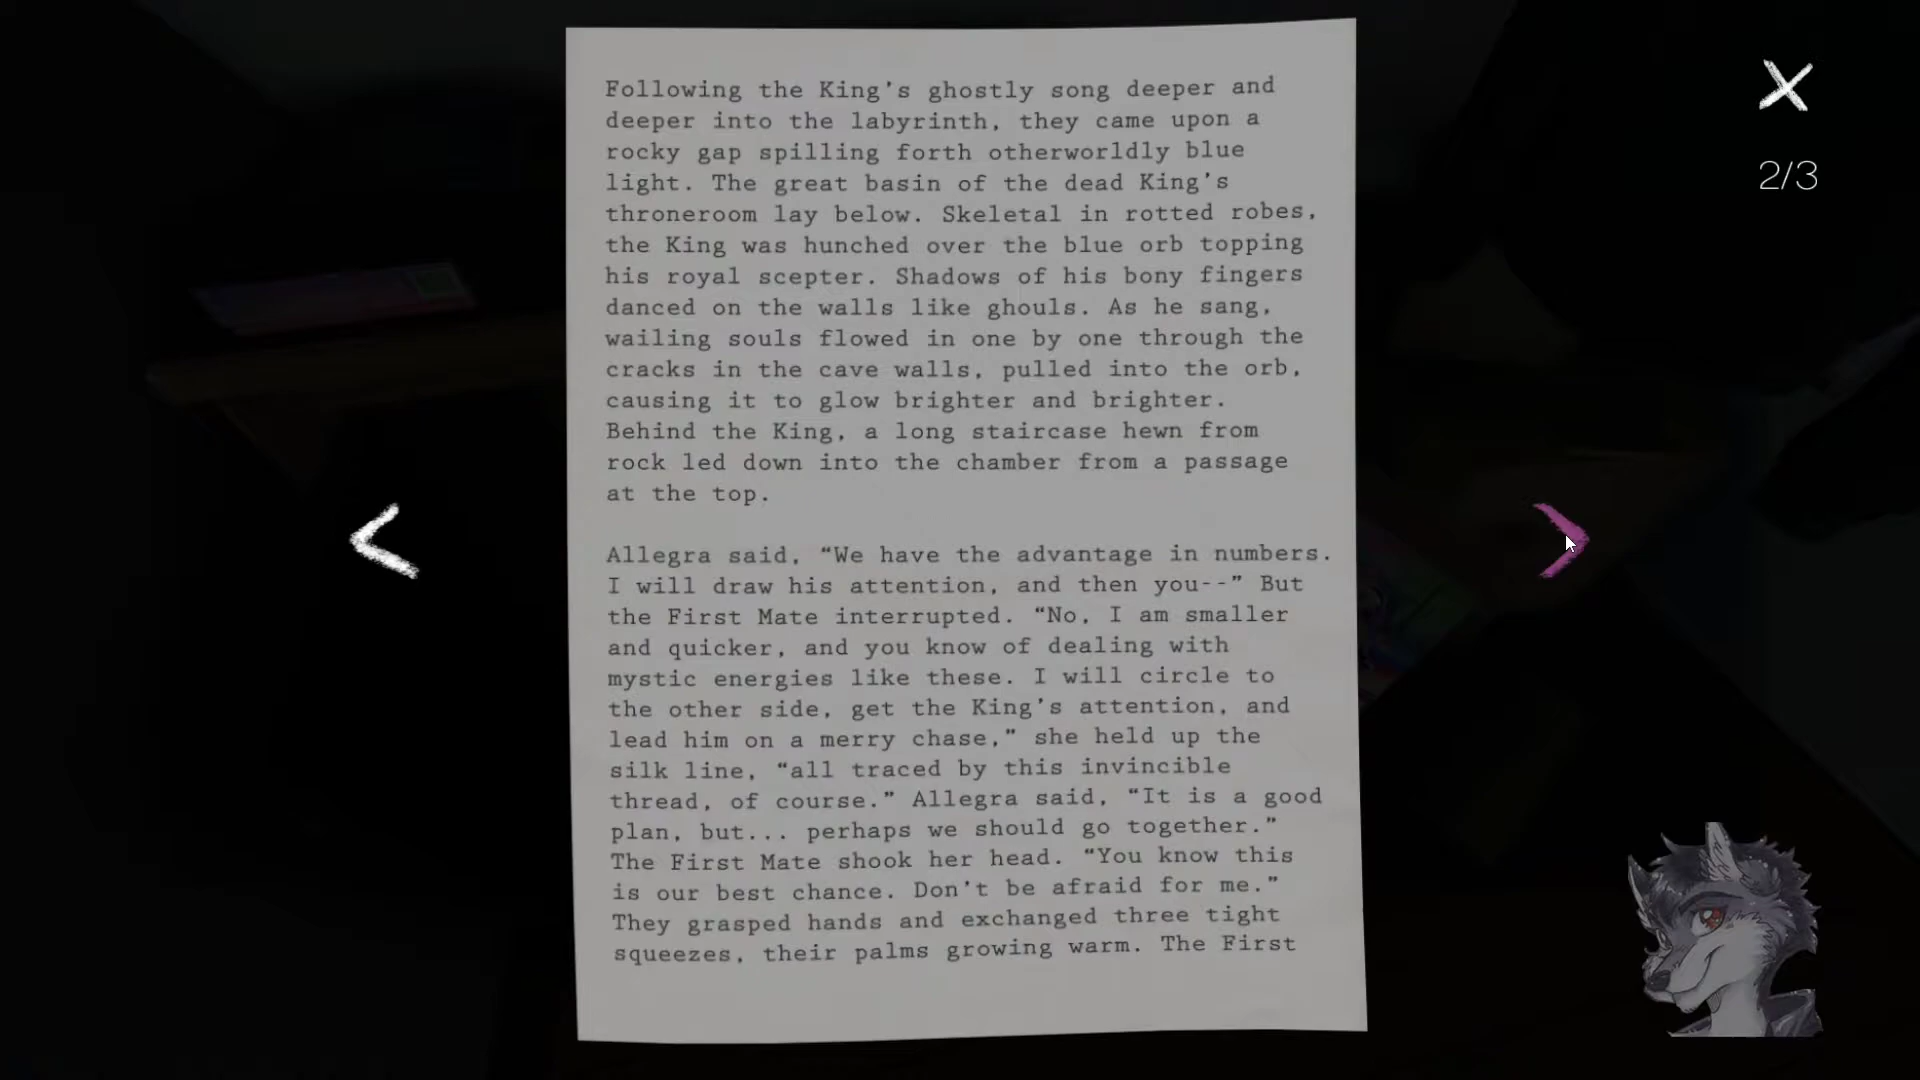 Following the King's ghostly song deeper and
deeper into the labyrinth, they came upon a
rocky gap spilling forth otherworldly blue
light. The great basin of the dead King's
throneroom lay below. Skeletal in rotted robes,
the King was hunched over the blue orb topping
his royal scepter. Shadows of his bony fingers
danced on the walls like ghouls. As he sang,
wailing souls flowed in one by one through the
cracks in the cave walls, pulled into the orb,
causing it to glow brighter and brighter.
Behind the King, a long staircase hewn from
rock led down into the chamber from a passage
at the top.
Allegra said, “We have the advantage in numbers.
I will draw his attention, and then you--” But
the First Mate interrupted. “No, I am smaller
and quicker, and you know of dealing with
mystic energies like these. I will circle to
the other side, get the King's attention, and
lead him on a merry chase,” she held up the
silk line, “all traced by this invincible
thread, of course.” Allegra said, “It is a good
plan, but... perhaps we should go together.”
The First Mate shook her head. “You know this
is our best chance. Don't be afraid for me.”
They grasped hands and exchanged three tight
squeezes, their palms growing warm. The First
2/3